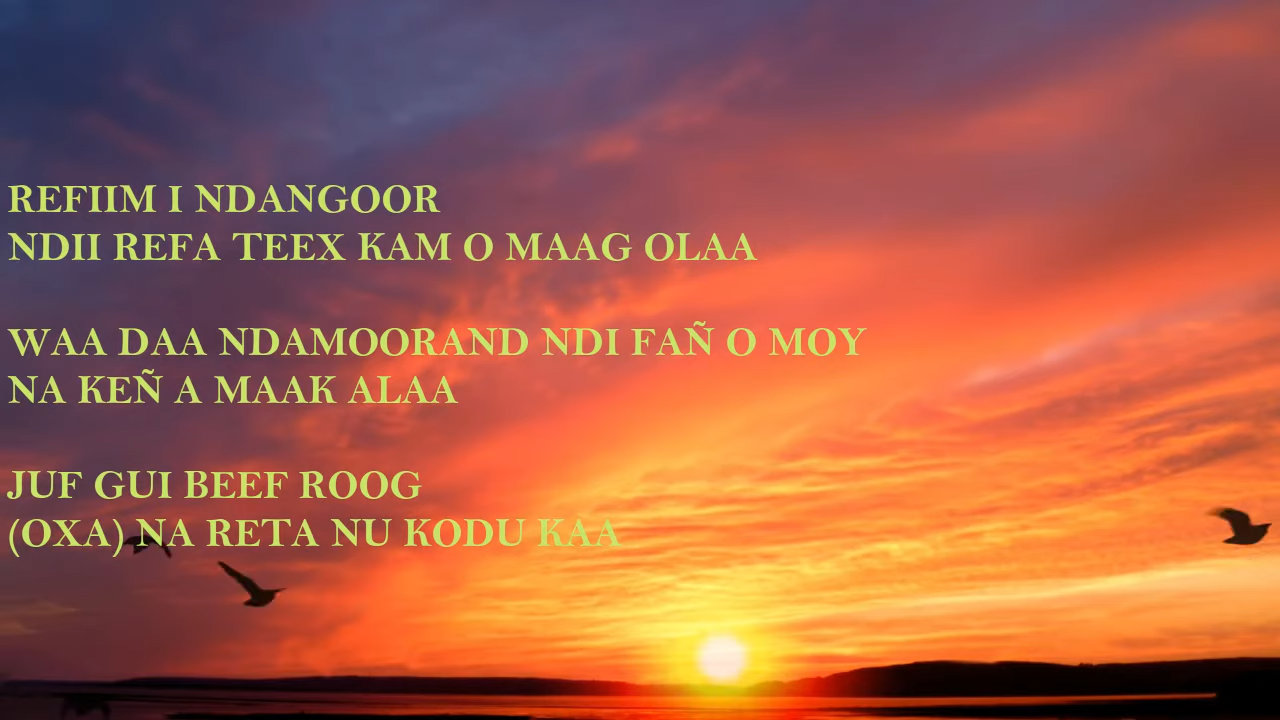 REFIIM I NDANGOOR
NDII REFA TEEX KAM O MAAG OLAA
WAA DAA NDAMOORAND NDI FAÑ O MOY
NA KEÑ A MAAK ALAA
JUF GUI BEEF ROOG
(OXA) NA RETA NU KODU KAA